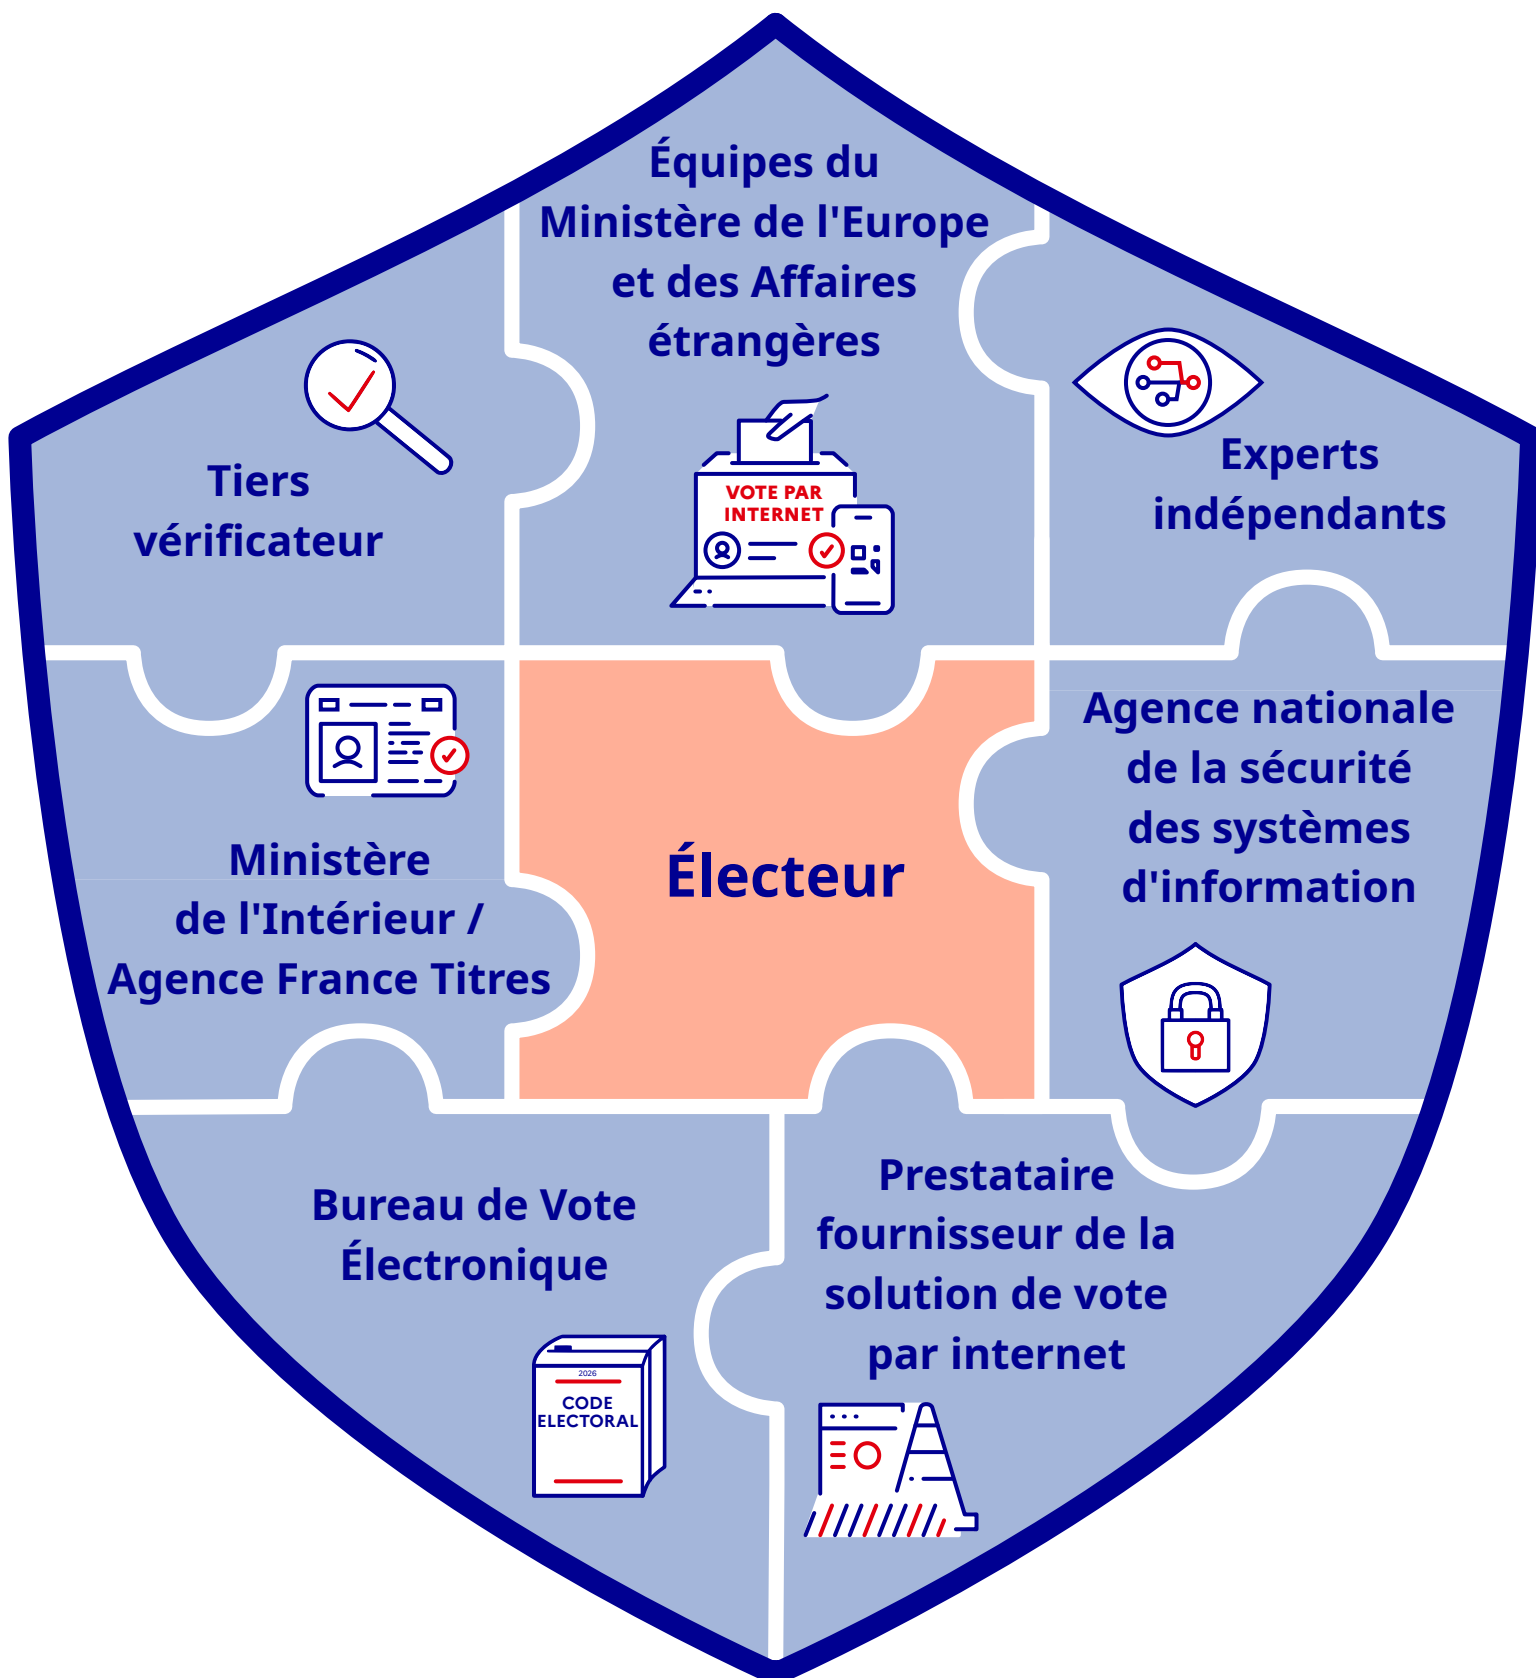 Équipes du
Ministère de l'Europe
et des Affaires
étrangères
VOTE PAR
INTERNET
Tiers
vérificateur
Experts
indépendants
Ministère
de l'Intérieur /
Agence France Titres
Électeur
Agence nationale
de la sécurité
des systèmes
d'information
Bureau de Vote
Électronique
2026
CODE
ELECTORAL
Prestataire
fournisseur de la
solution de vote
par internet